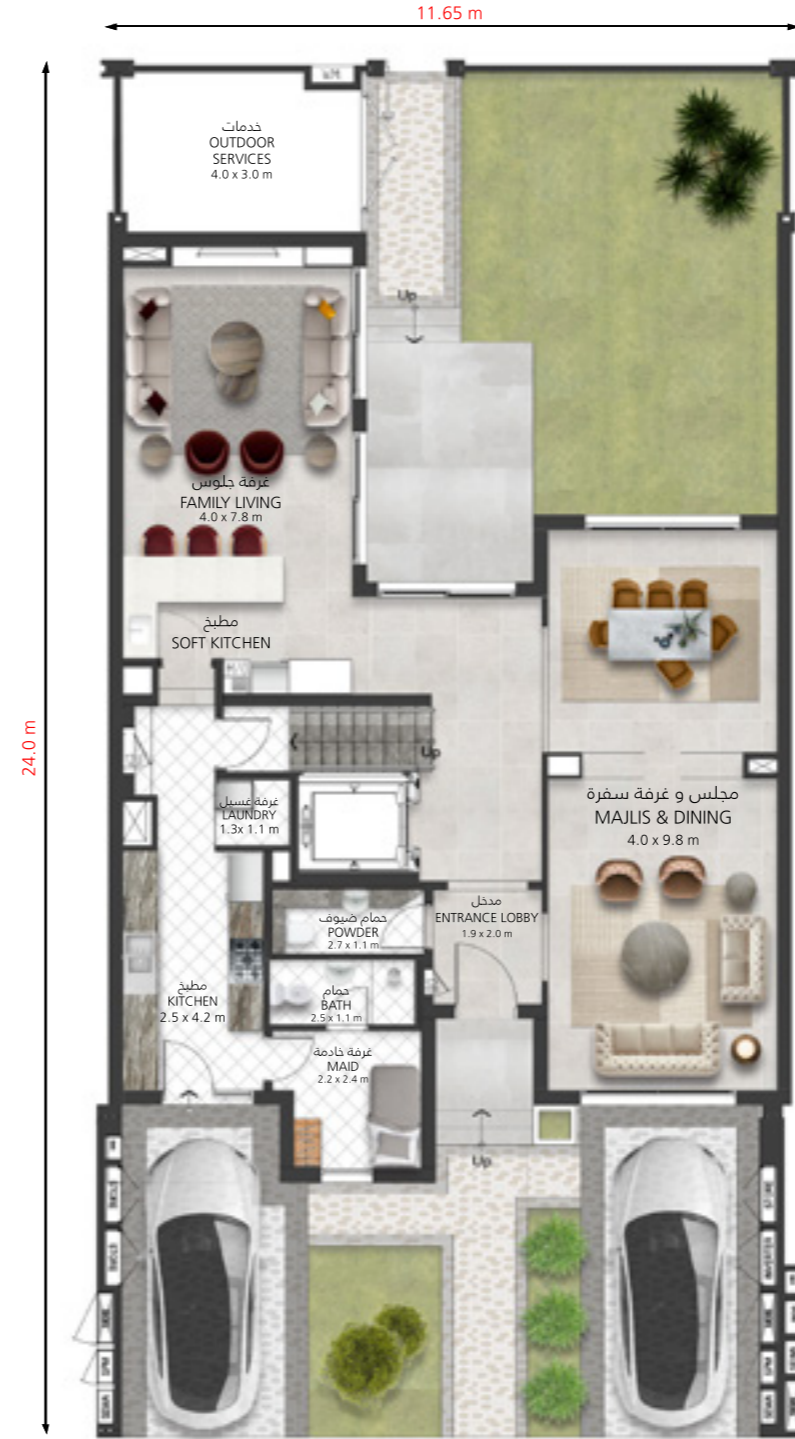 11.65 m
خدمات
OUTDOOR
SERVICES
4.0 x 3.0 m
Up
غرفة جلوس
FAMILY LIVING
4.0 x 7.8 m
مطبخ
SOFT KITCHEN
24.0 m
Up
مجلس و غرفة سفرة
MAJLIS & DINING
4.0 x 9.8 m
غرفة غسيل
LAUNDRY
1.3x 1.1 m
مدخل
ENTRANCE LOBBY
1.9 x 2.0 m
حمام ضيوف
POWDER
2.7 x 1.1 m
مطبخ
KITCHEN
2.5 x 4.2 m
حمام
BATH
2.5 x 1.1 m
غرفة خادمة
MAID
2.2 x 2.4 m
Up
STORE
STORE
INVERTER